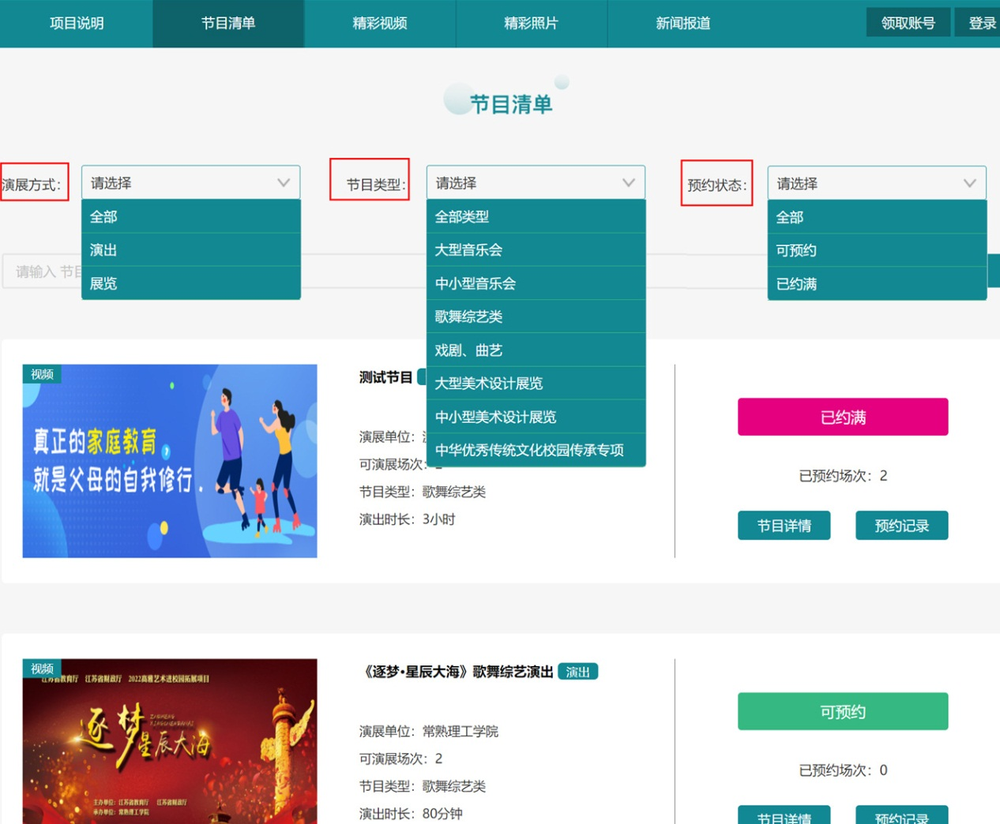 项目说明
节目清单
精彩视频
精彩照片
新闻报道
领取账号
登录
节目清单
演展方式：
请选择
全部
演出
展览
节目类型：
请选择
全部类型
大型音乐会
中小型音乐会
歌舞综艺类
戏剧、曲艺
大型美术设计展览
中小型美术设计展览
中华优秀传统文化校园传承专项
预约状态：
请选择
全部
可预约
已约满
请输入 节
视频
真正的家庭教育，
就是父母的自我修行.
测试节目
演展单位：
可演展场次：2
节目类型：歌舞综艺类
演出时长：3小时
已约满
已预约场次：2
节目详情
预约记录
视频
江苏省教育厅 江苏省财政厅 2022高雅艺术进校园拓展项目
逐梦
星辰大海
主办单位：江苏省教育厅 江苏省财政厅
承办单位：常熟理工学院
《逐梦•星辰大海》歌舞综艺演出 演出
演展单位：常熟理工学院
可演展场次：2
节目类型：歌舞综艺类
演出时长：80分钟
可预约
已预约场次：0
节目详情
预约记录